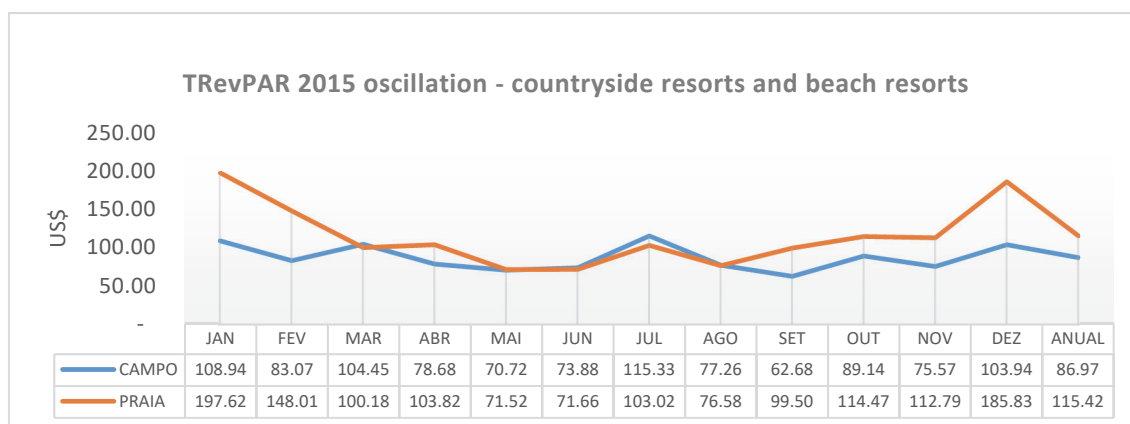 TRevPAR 2015 oscillation - countryside resorts and beach resorts
250.00
200.00
150.00
100.00
50.00
-
US$
JAN FEV MAR ABR MAI JUN JUL AGO SET OUT NOV DEZ ANUAL
CAMPO 108.94 83.07 104.45 78.68 70.72 73.88 115.33 77.26 62.68 89.14 75.57 103.94 86.97
PRAIA 197.62 148.01 100.18 103.82 71.52 71.66 103.02 76.58 99.50 114.47 112.79 185.83 115.42